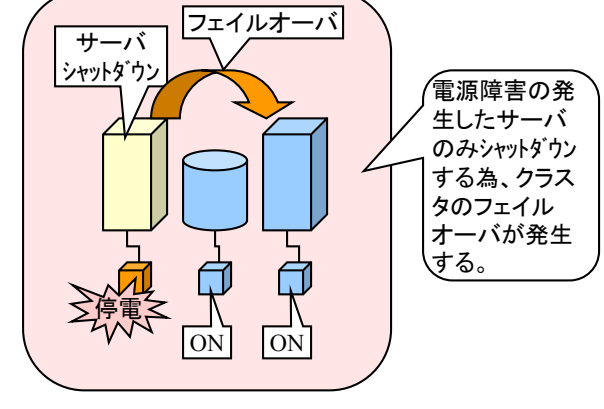 フェイルオーバ
サーバ
ｼｬｯﾄﾀﾞｳﾝ
電源障害の発
生したサーバ
のみｼｬｯﾄﾀﾞｳﾝ
する為、クラス
タのフェイル
オーバが発生
する。
停電
ON
ON